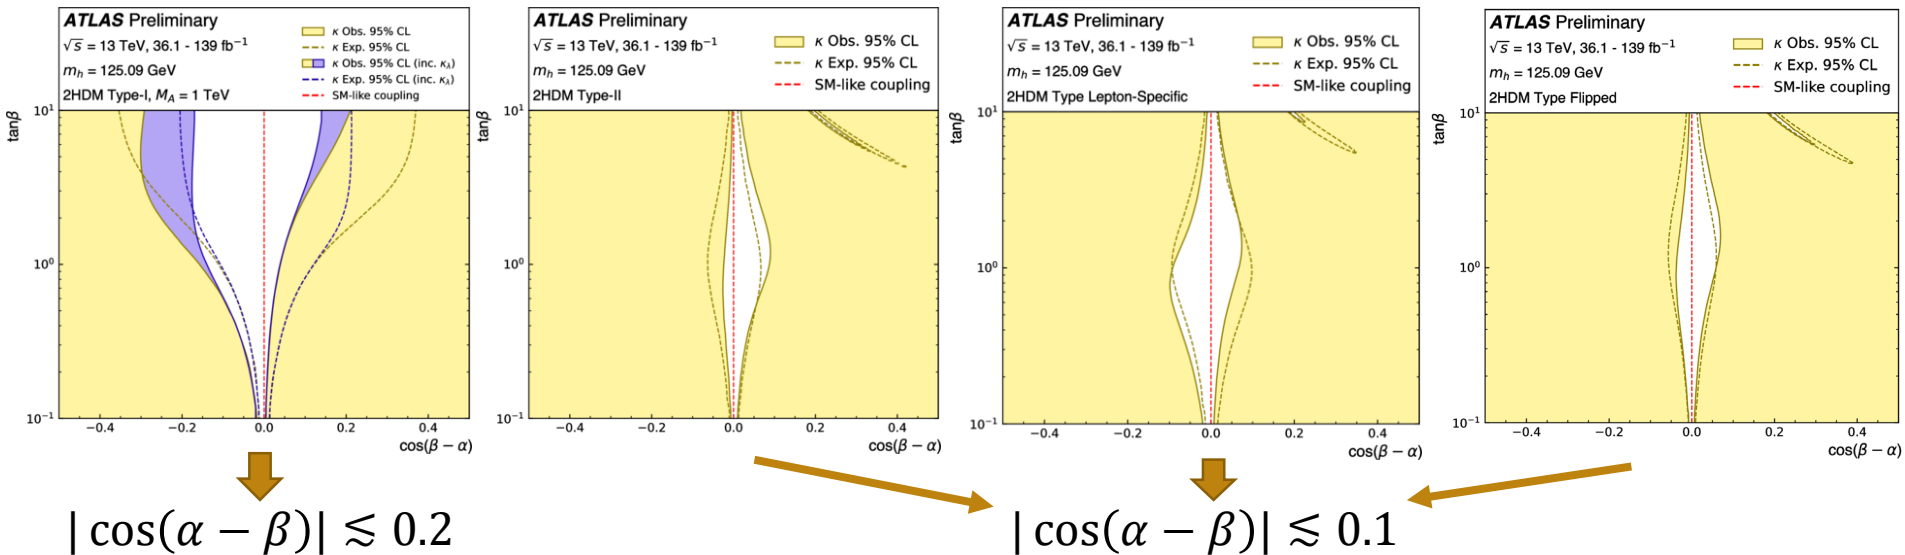 ATLAS Preliminary
√s = 13 TeV, 36.1 - 139 fb⁻¹
m_h = 125.09 GeV
2HDM Type-I, M_A = 1 TeV
κ Obs. 95% CL
κ Exp. 95% CL
κ Obs. 95% CL (inc. κ_λ)
κ Exp. 95% CL (inc. κ_λ)
SM-like coupling
tanβ
10¹
10⁰
10⁻¹
−0.4 −0.2 0.0 0.2 0.4
cos(β − α)
ATLAS Preliminary
√s = 13 TeV, 36.1 - 139 fb⁻¹
m_h = 125.09 GeV
2HDM Type-II
κ Obs. 95% CL
κ Exp. 95% CL
SM-like coupling
tanβ
10¹
10⁰
10⁻¹
−0.4 −0.2 0.0 0.2 0.4
cos(β − α)
ATLAS Preliminary
√s = 13 TeV, 36.1 - 139 fb⁻¹
m_h = 125.09 GeV
2HDM Type Lepton-Specific
κ Obs. 95% CL
κ Exp. 95% CL
SM-like coupling
tanβ
10¹
10⁰
10⁻¹
−0.4 −0.2 0.0 0.2 0.4
cos(β − α)
ATLAS Preliminary
√s = 13 TeV, 36.1 - 139 fb⁻¹
m_h = 125.09 GeV
2HDM Type Flipped
κ Obs. 95% CL
κ Exp. 95% CL
SM-like coupling
tanβ
10¹
10⁰
10⁻¹
−0.4 −0.2 0.0 0.2 0.4
cos(β − α)
| cos(α − β)| ≲ 0.2
| cos(α − β)| ≲ 0.1